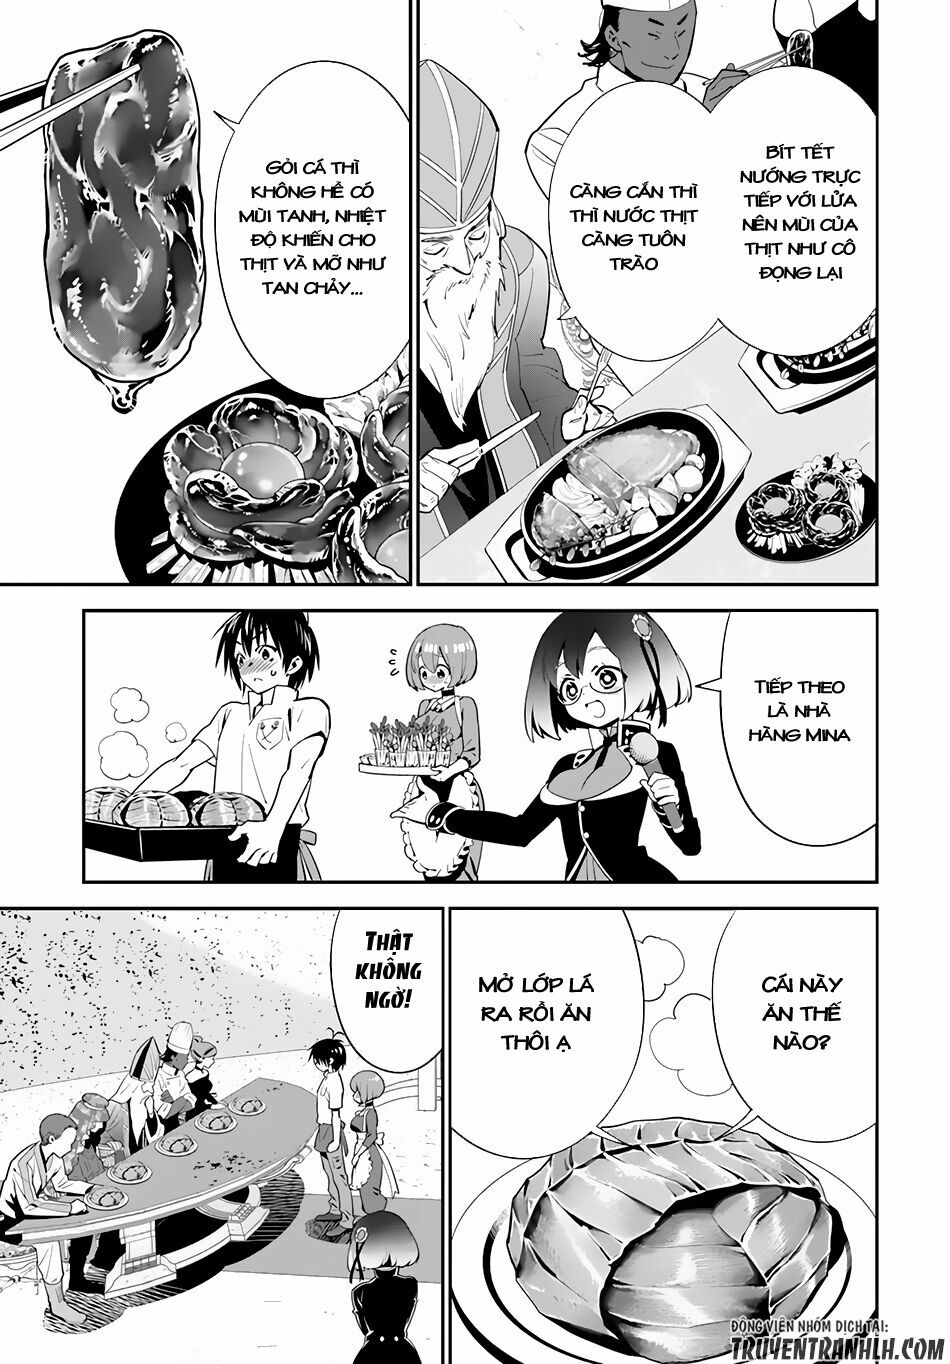 BÍT TẾT
NƯỚNG TRỰC
TIẾP VỚI LỬA
NÊN MÙI CỦA
THỊT NHƯ CÔ
ĐỌNG LẠI
CÀNG CẮN THÌ
THÌ NƯỚC THỊT
CÀNG TUÔN
TRÀO
GỎI CÁ THÌ
KHÔNG HỀ CÓ
MÙI TANH, NHIỆT
ĐỘ KHIẾN CHO
THỊT VÀ MỠ NHƯ
TAN CHẢY...
TIẾP THEO
LÀ NHÀ
HÀNG MINA
CÁI NÀY
ĂN THẾ
NÀO?
MỞ LỚP LÁ
RA RỒI ĂN
THÔI Ạ
THẬT
KHÔNG
NGỜ!
ĐỘNG VIÊN NHÓM DỊCH TẠI:
TRUYENTRANHLH.COM